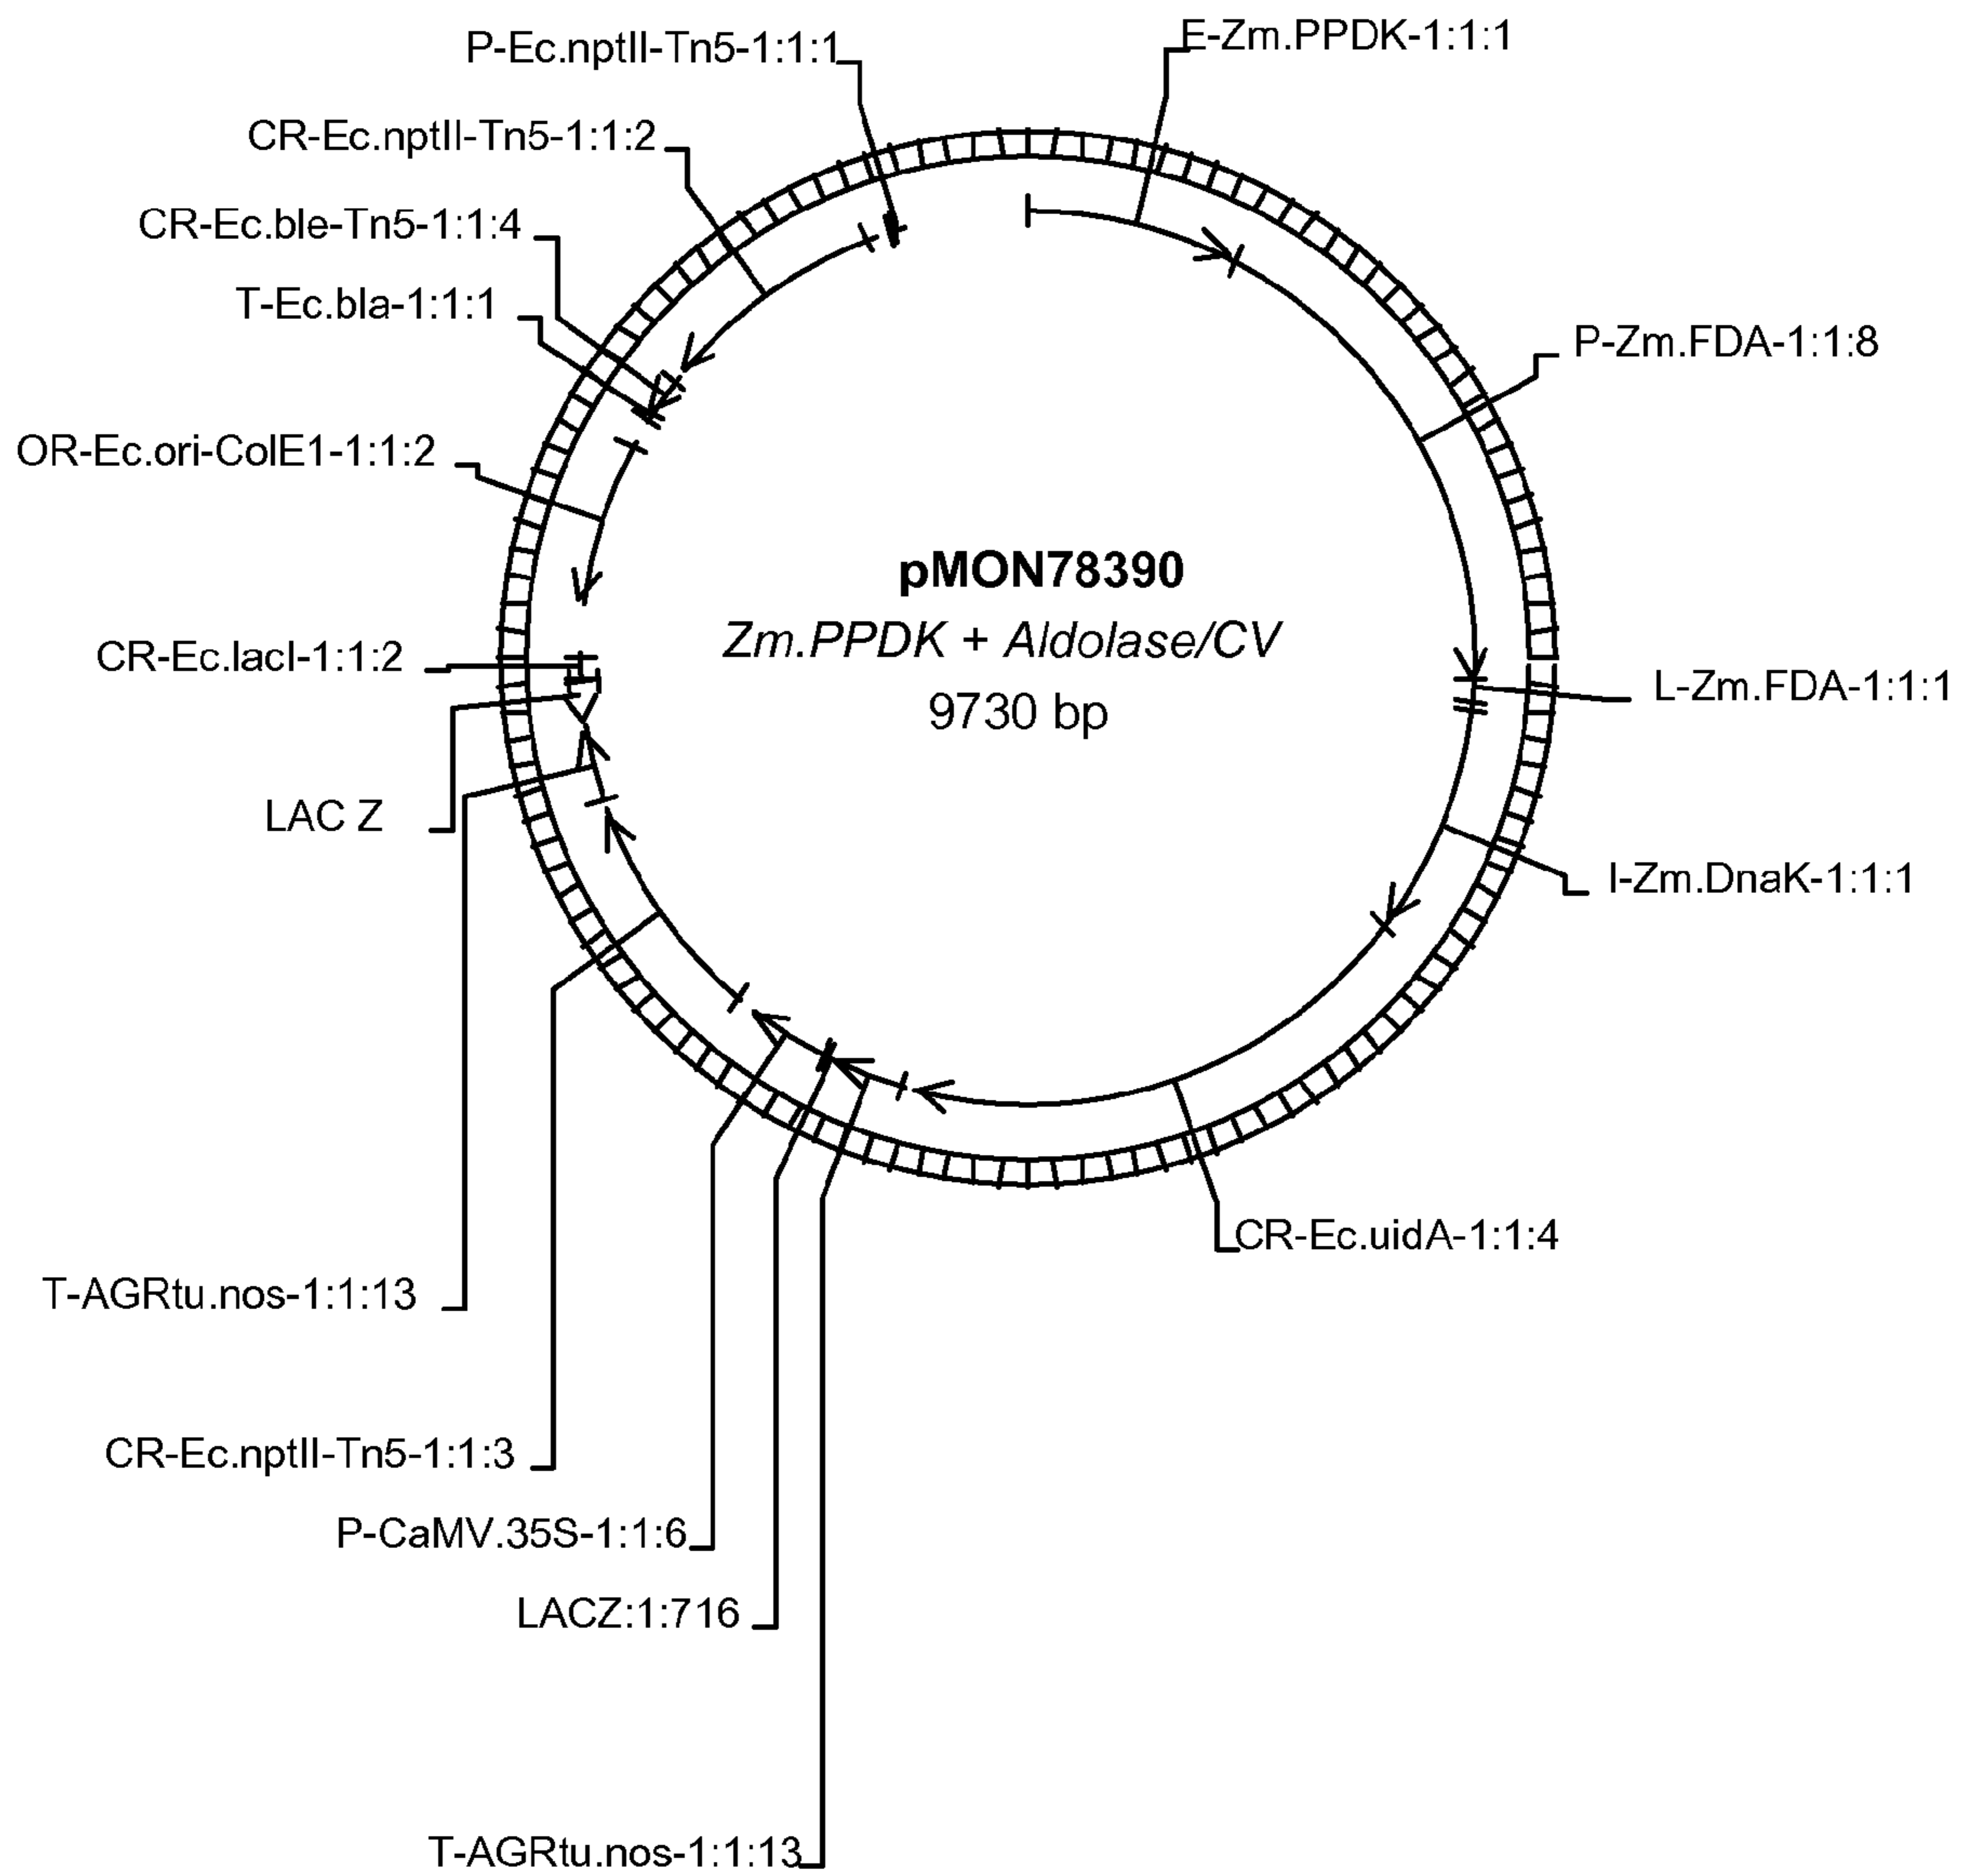 E-Zm.PPDK-1:1:1
P-Ec.nptII-Tn5-1:1:1
CR-Ec.nptII-Tn5-1:1:2
CR-Ec.ble-Tn5-1:1:4
T-Ec.bla-1:1:1
P-Zm.FDA-1:1:8
OR-Ec.ori-ColE1-1:1:2
pMON78390
Zm.PPDK + Aldolase/CV
9730 bp
CR-Ec.lacI-1:1:2
L-Zm.FDA-1:1:1
LAC Z
I-Zm.DnaK-1:1:1
CR-Ec.uidA-1:1:4
T-AGRtu.nos-1:1:13
CR-Ec.nptII-Tn5-1:1:3
P-CaMV.35S-1:1:6
LACZ:1:716
T-AGRtu.nos-1:1:13